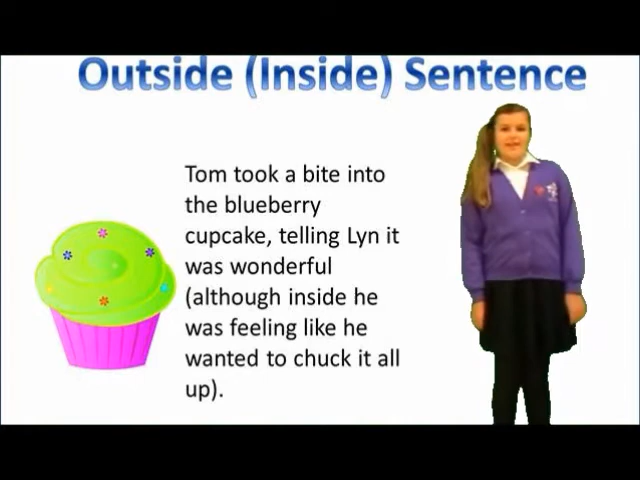 Outside (Inside) Sentence
Tom took a bite into
the blueberry
cupcake, telling Lyn it
was wonderful
(although inside he
was feeling like he
wanted to chuck it all
up).